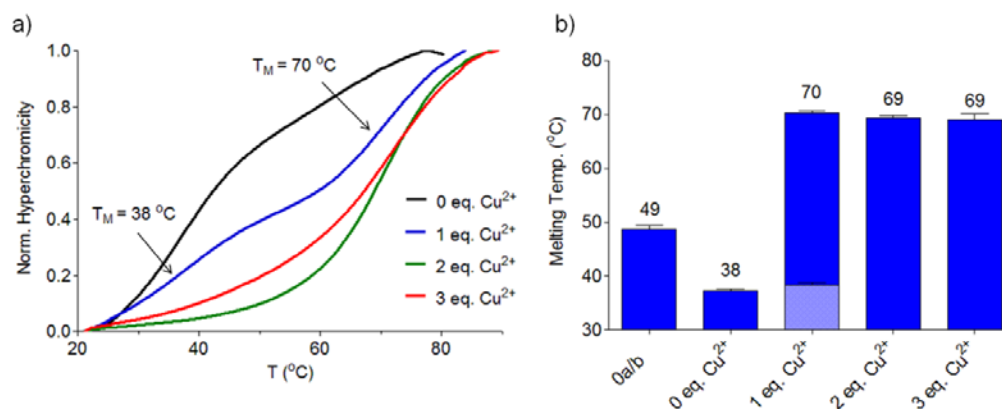 a)
Norm. Hyperchromicity
1.0
0.8
0.6
0.4
0.2
0.0
20
40
60
80
T (°C)
T_M = 70 °C
T_M = 38 °C
0 eq. Cu²⁺
1 eq. Cu²⁺
2 eq. Cu²⁺
3 eq. Cu²⁺
b)
Melting Temp. (°C)
80
70
60
50
40
30
49
38
70
69
69
0a/b
0 eq. Cu²⁺
1 eq. Cu²⁺
2 eq. Cu²⁺
3 eq. Cu²⁺